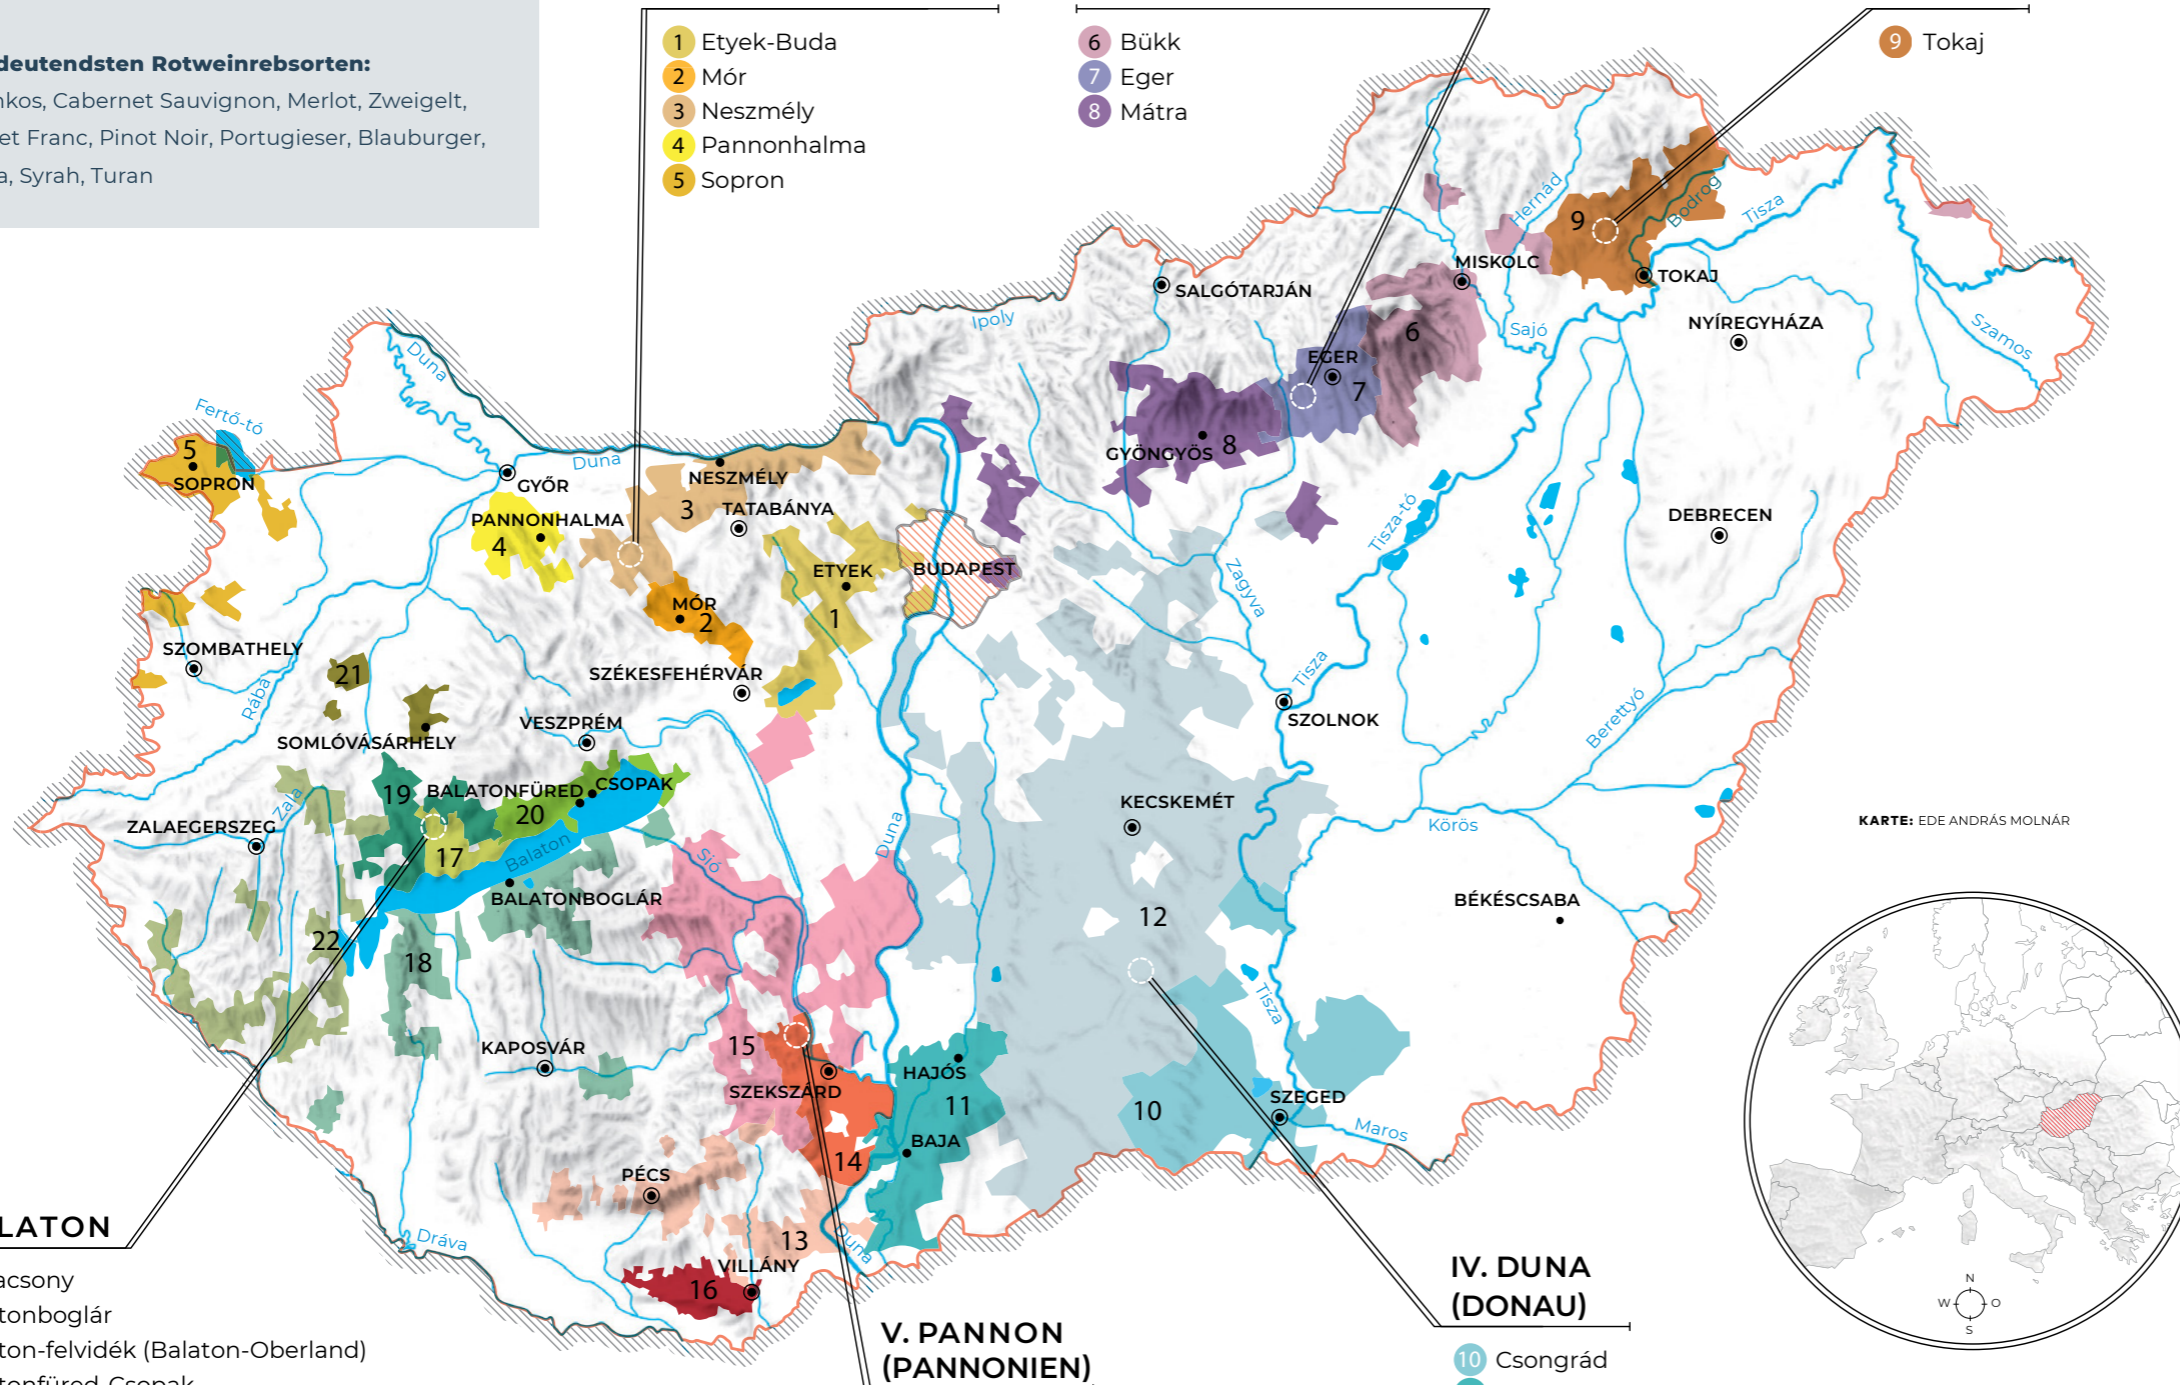 deutendsten Rotweinrebsorten:
nkos, Cabernet Sauvignon, Merlot, Zweigelt,
et Franc, Pinot Noir, Portugieser, Blauburger,
a, Syrah, Turan
1 Etyek-Buda
2 Mór
3 Neszmély
4 Pannonhalma
5 Sopron
6 Bükk
7 Eger
8 Mátra
9 Tokaj
9
Hernád
Bodrog
Tisza
MISKOLC
TOKAJ
SALGÓTARJÁN
Ipoly
Sajó
NYÍREGYHÁZA
Szamos
6
EGER
7
Duna
Fertő-tó
5
SOPRON
GYÖNGYÖS 8
Duna
NESZMÉLY
GYŐR
3
TATABÁNYA
PANNONHALMA
4
Tisza-tó
DEBRECEN
ETYEK
BUDAPEST
MÓR
2
1
Zagyva
SZOMBATHELY
21
SZÉKESFEHÉRVÁR
Rába
Tisza
SZOLNOK
Berettyó
VESZPRÉM
SOMLÓVÁSÁRHELY
19
BALATONFÜRED
CSOPAK
20
Zala
ZALAEGERSZEG
KECSKEMÉT
Körös
KARTE: EDE ANDRÁS MOLNÁR
17
Balaton
Sió
Duna
BALATONBOGLÁR
BÉKÉSCSABA
12
22
18
Tisza
15
KAPOSVÁR
SZEKSZÁRD
HAJÓS
11
10
SZEGED
Maros
BAJA
14
PÉCS
Dráva
13
Duna
VILLÁNY
16
LATON
acsony
tonboglár
ton-felvidék (Balaton-Oberland)
tonfüred-Csopak
V. PANNON
(PANNONIEN)
IV. DUNA
(DONAU)
10 Csongrád
N
W O
S